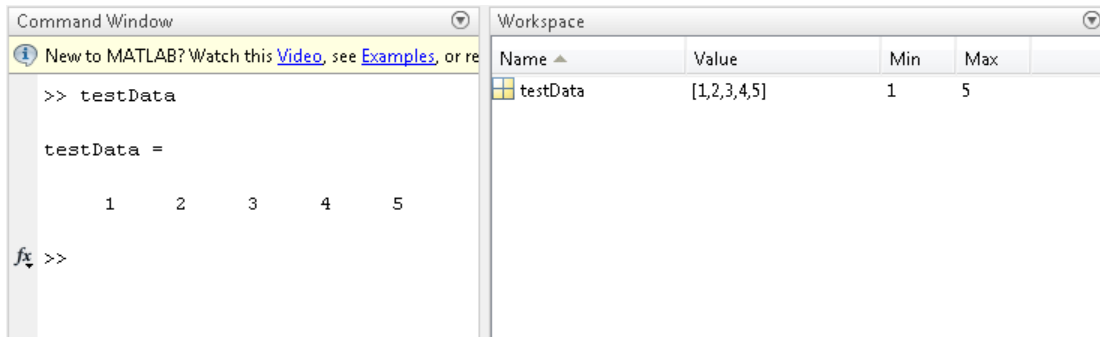 Command Window
New to MATLAB? Watch this Video, see Examples, or re
>> testData
testData =
1 2 3 4 5
fx >>
Workspace
Name Value Min Max
testData [1,2,3,4,5] 1 5